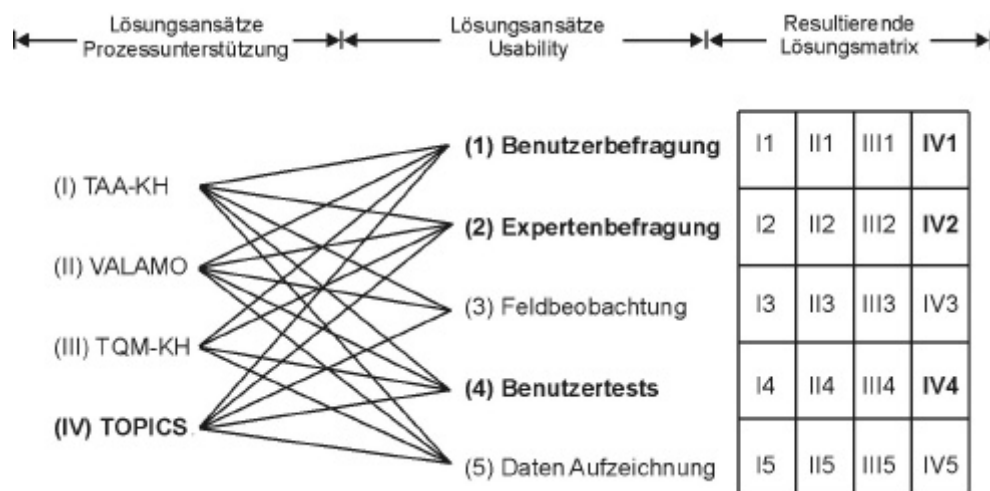 Lösungsansätze
Prozessunterstützung
Lösungsansätze
Usability
Resultierende
Lösungsmatrix
(I) TAA-KH
(II) VALAMO
(III) TQM-KH
(IV) TOPICS
(1) Benutzerbefragung
(2) Expertenbefragung
(3) Feldbeobachtung
(4) Benutzertests
(5) Daten Aufzeichnung
I1 II1 III1 IV1
I2 II2 III2 IV2
I3 II3 III3 IV3
I4 II4 III4 IV4
I5 II5 III5 IV5